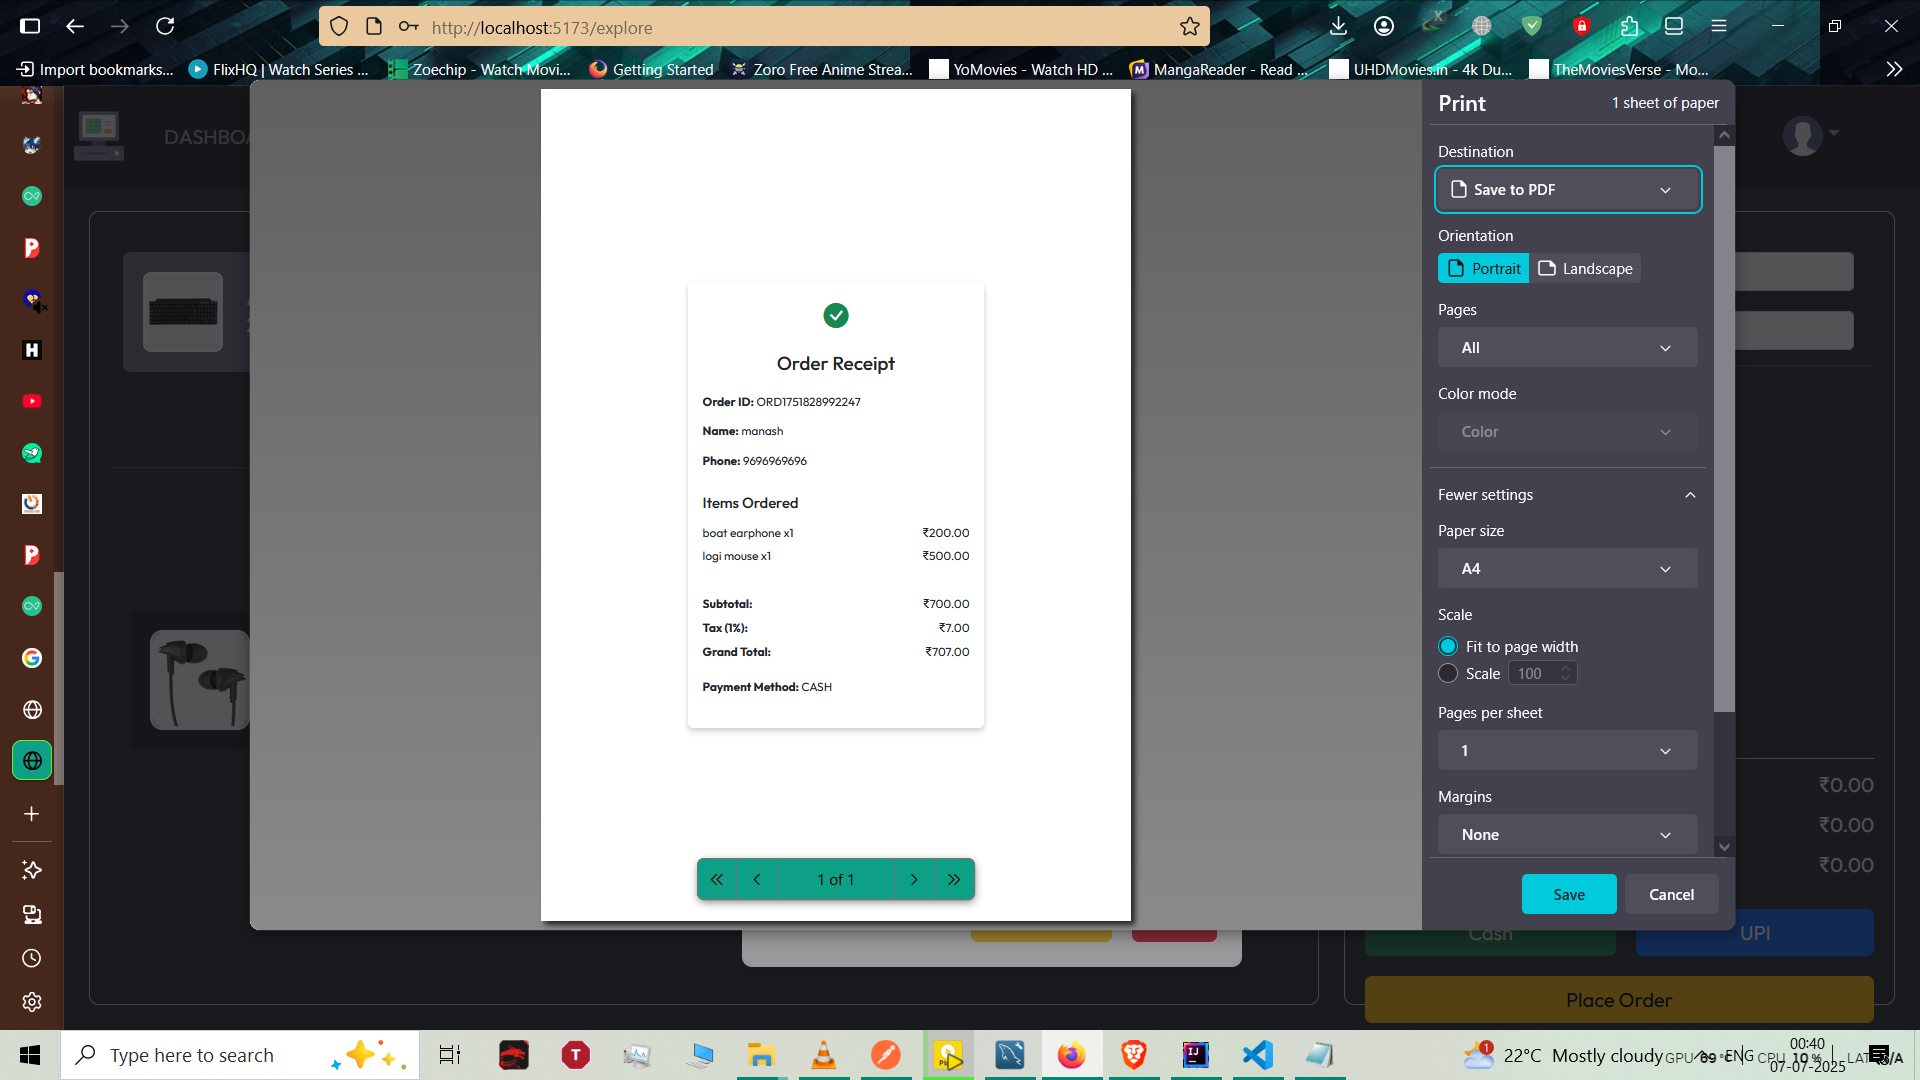 http://localhost:5173/explore
Import bookmarks...
FlixHQ | Watch Series ...
Zoechip - Watch Movi...
Getting Started
Zoro Free Anime Strea...
YoMovies - Watch HD ...
MangaReader - Read ...
UHDMovies.in - 4k Du...
TheMoviesVerse - Mo...
DASHBOA
Order Receipt
Order ID: ORD1751828992247
Name: manash
Phone: 9696969696
Items Ordered
boat earphone x1 ₹200.00
logi mouse x1 ₹500.00
Subtotal: ₹700.00
Tax (1%): ₹7.00
Grand Total: ₹707.00
Payment Method: CASH
1 of 1
Print
1 sheet of paper
Destination
Save to PDF
Orientation
Portrait
Landscape
Pages
All
Color mode
Color
Fewer settings
Paper size
A4
Scale
Fit to page width
Scale 100
Pages per sheet
1
Margins
None
Save
Cancel
₹0.00
₹0.00
₹0.00
Cash
UPI
Place Order
Type here to search
22°C Mostly cloudy
ENG
00:40
07-07-2025
GPU 69 °C
CPU 10 %